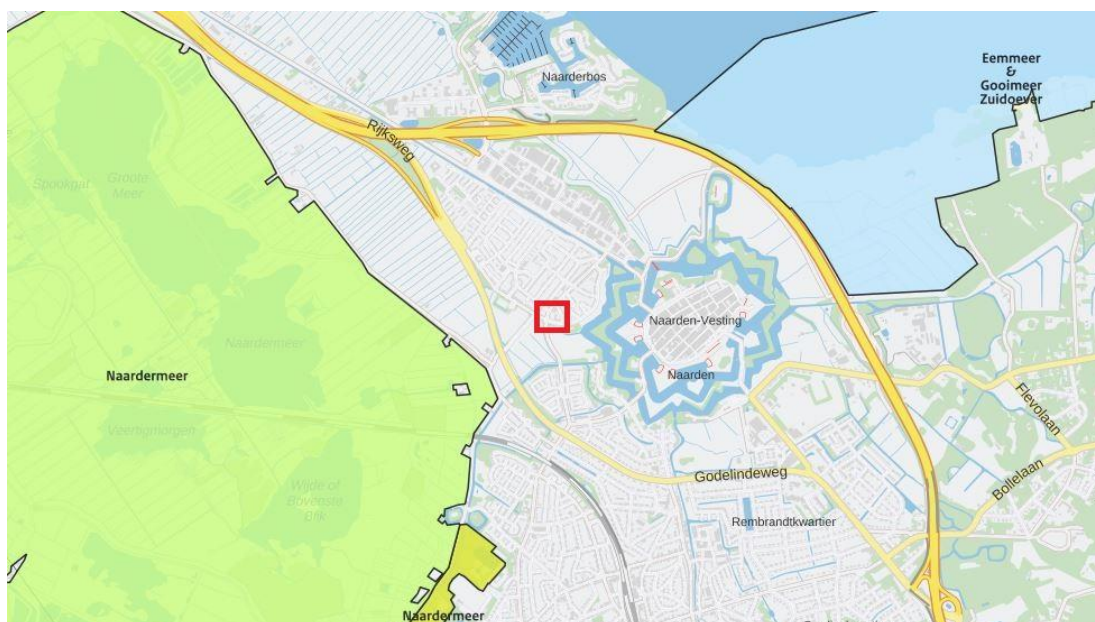 Naarderbos
Eemmeer
&
Gooimeer
Zuidoever
Rijksweg
Spookgat
Groote
Meer
Naarden-Vesting
Naardermeer
Naardermeer
Naarden
Flevolaan
Veertigmorgen
Godelindeweg
Bollelaan
Wijde of
Bovenste
Blik
Rembrandtkwartier
Naardermeer